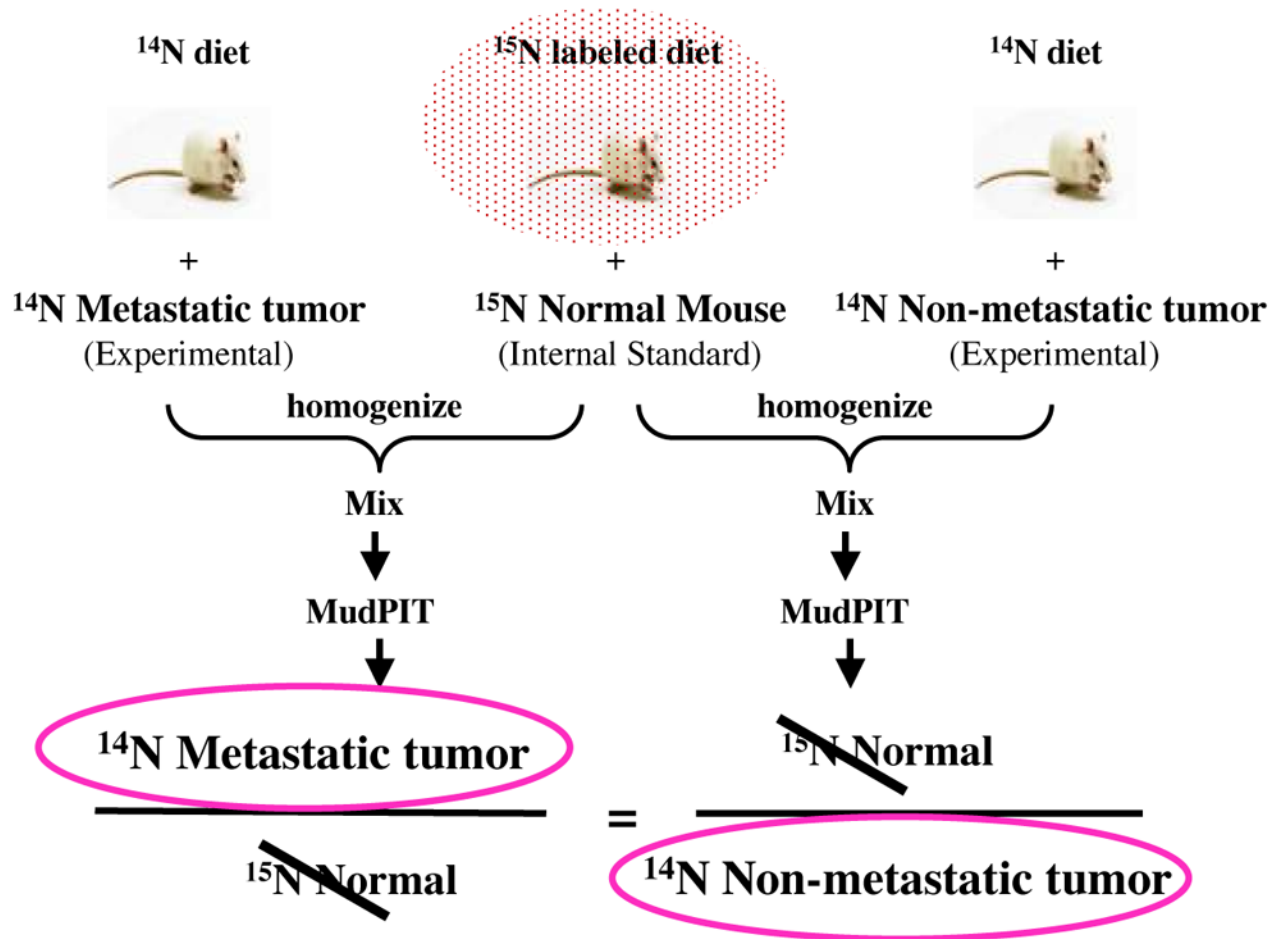 ¹⁴N diet
¹⁵N labeled diet
¹⁴N diet
+
+
+
¹⁴N Metastatic tumor
(Experimental)
¹⁵N Normal Mouse
(Internal Standard)
¹⁴N Non-metastatic tumor
(Experimental)
homogenize
homogenize
Mix
Mix
MudPIT
MudPIT
¹⁴N Metastatic tumor
¹⁵N Normal
=
¹⁵N Normal
¹⁴N Non-metastatic tumor